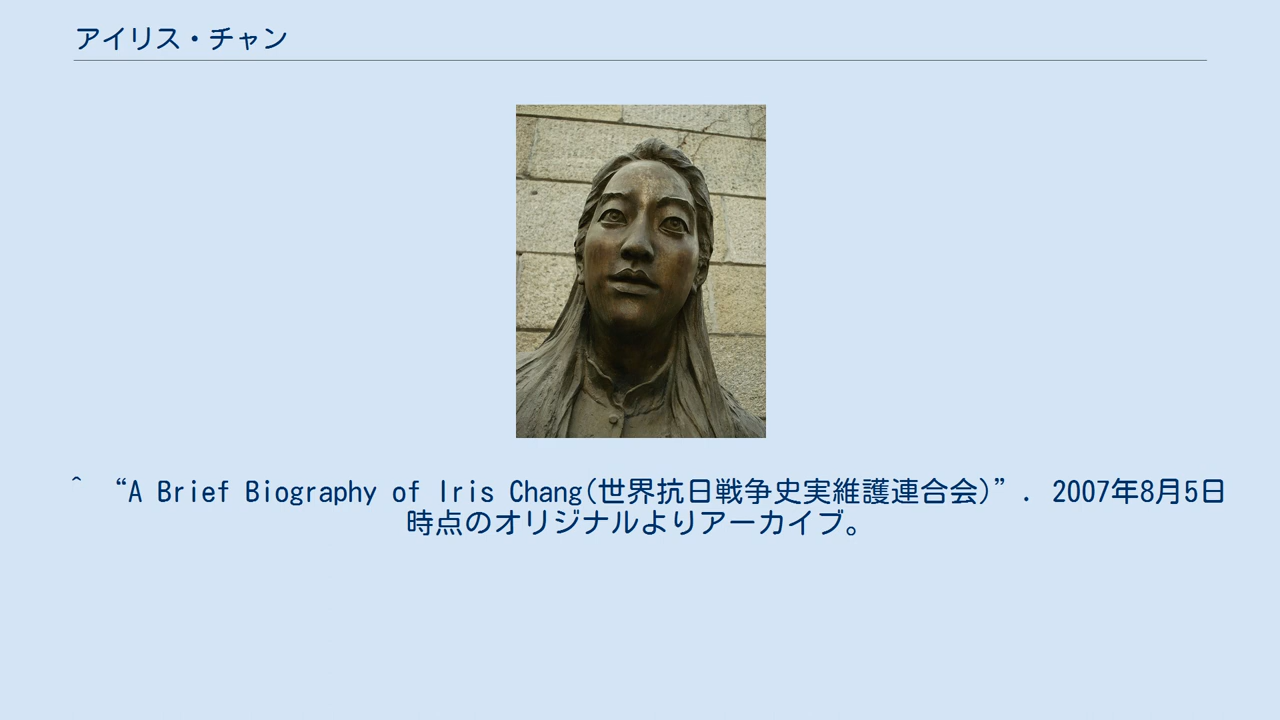 アイリス・チャン
^ “A Brief Biography of Iris Chang(世界抗日戦争史実維護連合会)”. 2007年8月5日
時点のオリジナルよりアーカイブ。